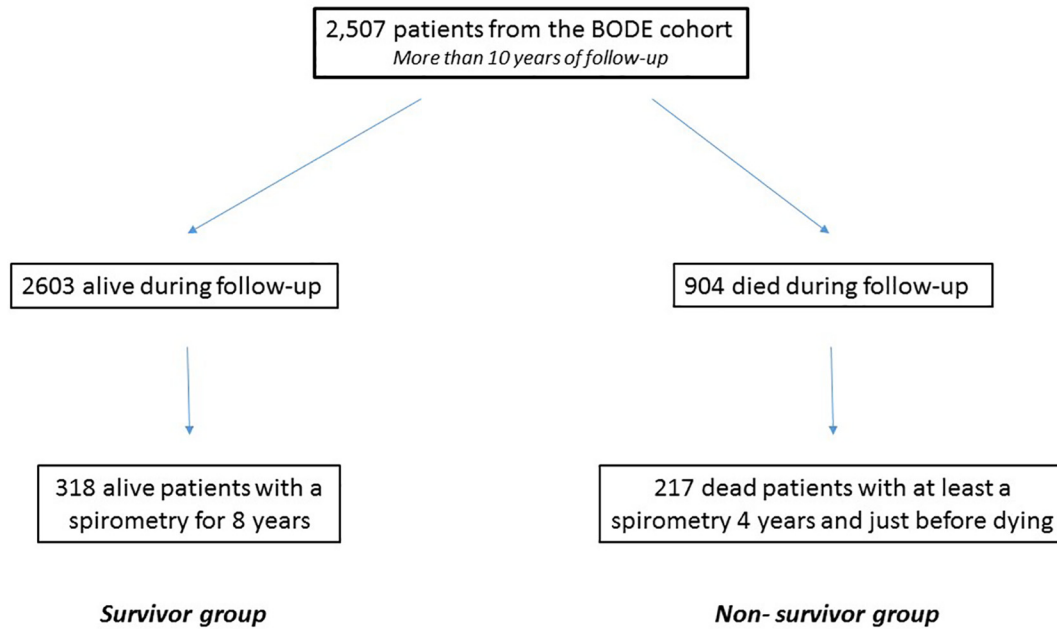 2,507 patients from the BODE cohort
More than 10 years of follow-up
2603 alive during follow-up
904 died during follow-up
318 alive patients with a
spirometry for 8 years
217 dead patients with at least a
spirometry 4 years and just before dying
Survivor group
Non- survivor group